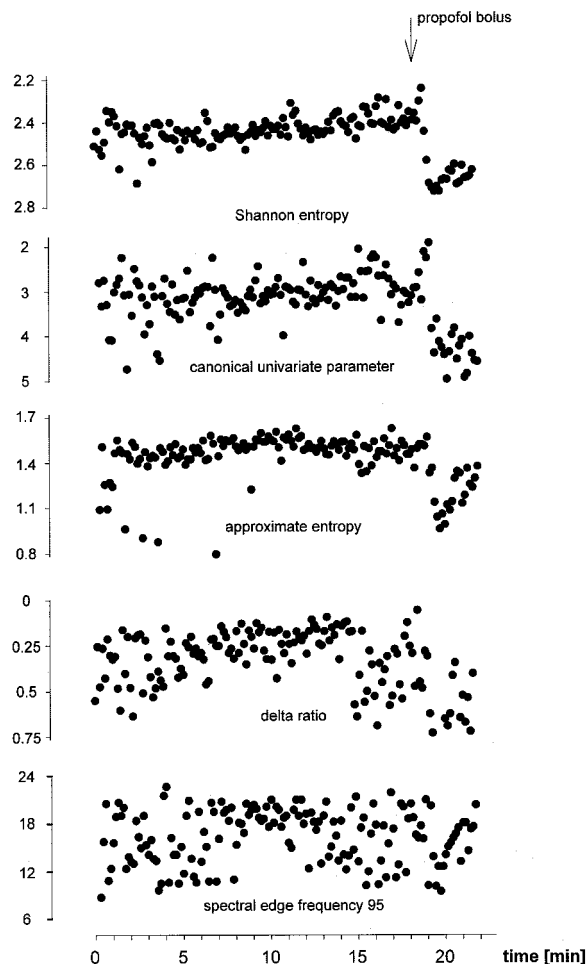 propofol bolus
2.2
2.4
2.6
2.8
Shannon entropy
2
3
4
5
canonical univariate parameter
1.7
1.4
1.1
0.8
approximate entropy
0
0.25
0.5
0.75
delta ratio
24
18
12
6
spectral edge frequency 95
0 5 10 15 20 time [min]